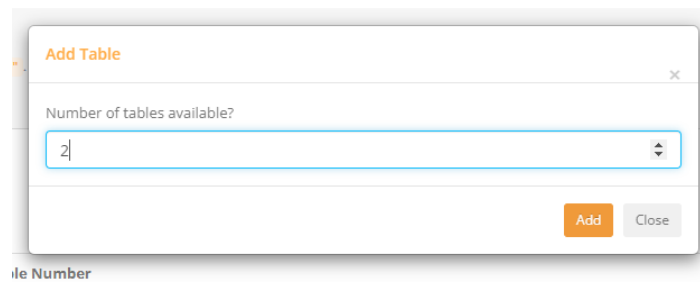 Add Table
×
Number of tables available?
2
Add
Close
ble Number